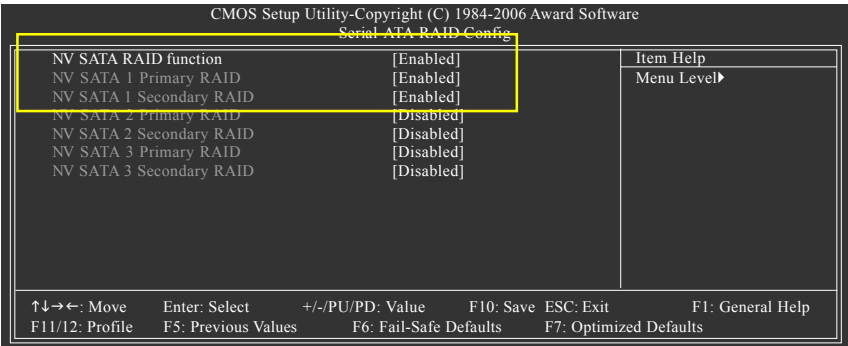 CMOS Setup Utility-Copyright (C) 1984-2006 Award Software
Serial-ATA RAID Config
NV SATA RAID function [Enabled]
NV SATA 1 Primary RAID [Enabled]
NV SATA 1 Secondary RAID [Enabled]
NV SATA 2 Primary RAID [Disabled]
NV SATA 2 Secondary RAID [Disabled]
NV SATA 3 Primary RAID [Disabled]
NV SATA 3 Secondary RAID [Disabled]
Item Help
Menu Level▶
↑↓→←: Move Enter: Select +/-/PU/PD: Value F10: Save ESC: Exit F1: General Help
F11/12: Profile F5: Previous Values F6: Fail-Safe Defaults F7: Optimized Defaults